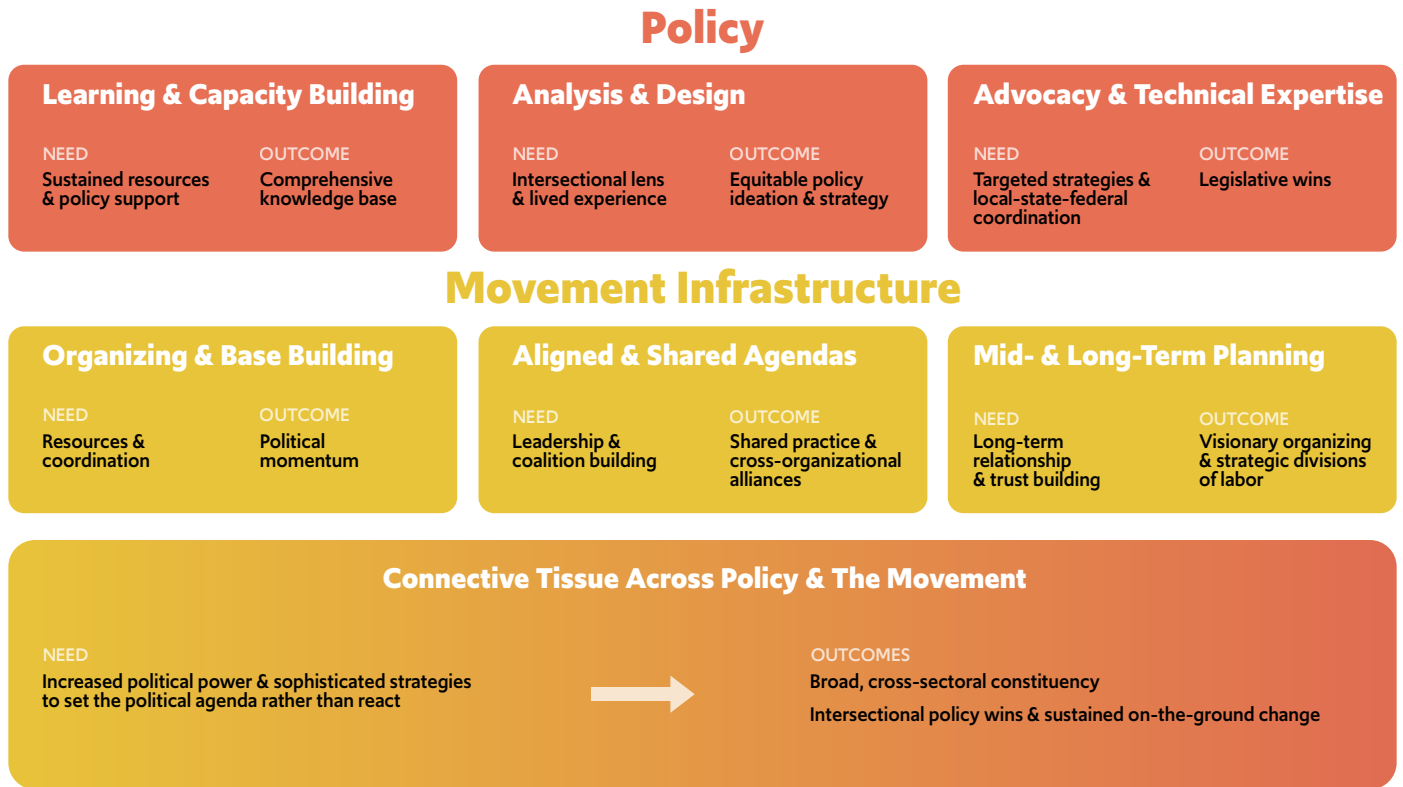 Policy
Learning & Capacity Building
NEED
Sustained resources
& policy support
OUTCOME
Comprehensive
knowledge base
Analysis & Design
NEED
Intersectional lens
& lived experience
OUTCOME
Equitable policy
ideation & strategy
Advocacy & Technical Expertise
NEED
Targeted strategies &
local-state-federal
coordination
OUTCOME
Legislative wins
Movement Infrastructure
Organizing & Base Building
NEED
Resources &
coordination
OUTCOME
Political
momentum
Aligned & Shared Agendas
NEED
Leadership &
coalition building
OUTCOME
Shared practice &
cross-organizational
alliances
Mid- & Long-Term Planning
NEED
Long-term
relationship
& trust building
OUTCOME
Visionary organizing
& strategic divisions
of labor
Connective Tissue Across Policy & The Movement
NEED
Increased political power & sophisticated strategies
to set the political agenda rather than react
OUTCOMES
Broad, cross-sectoral constituency
Intersectional policy wins & sustained on-the-ground change